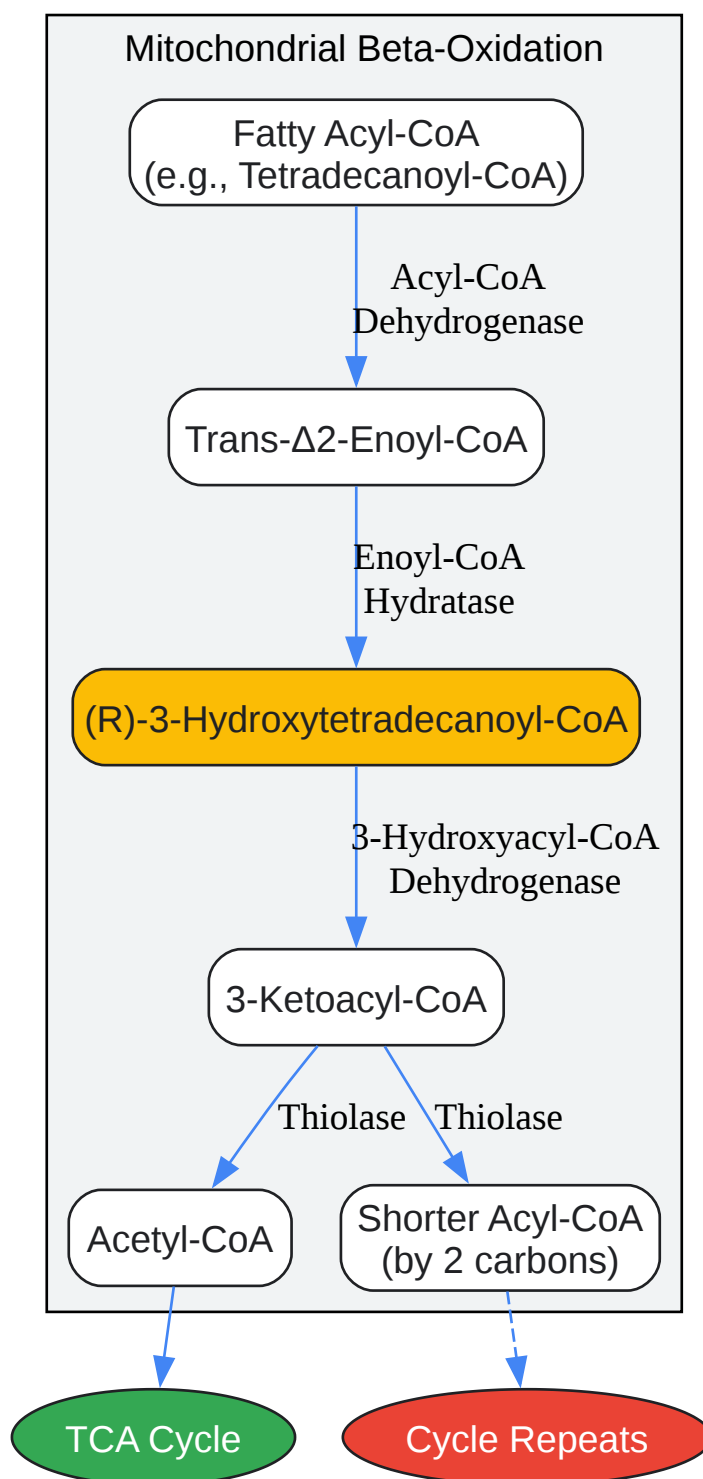 Mitochondrial Beta-Oxidation
Fatty Acyl-CoA
(e.g., Tetradecanoyl-CoA)
Acyl-CoA
Dehydrogenase
Trans-Δ2-Enoyl-CoA
Enoyl-CoA
Hydratase
(R)-3-Hydroxytetradecanoyl-CoA
3-Hydroxyacyl-CoA
Dehydrogenase
3-Ketoacyl-CoA
Thiolase
Thiolase
Acetyl-CoA
Shorter Acyl-CoA
(by 2 carbons)
TCA Cycle
Cycle Repeats